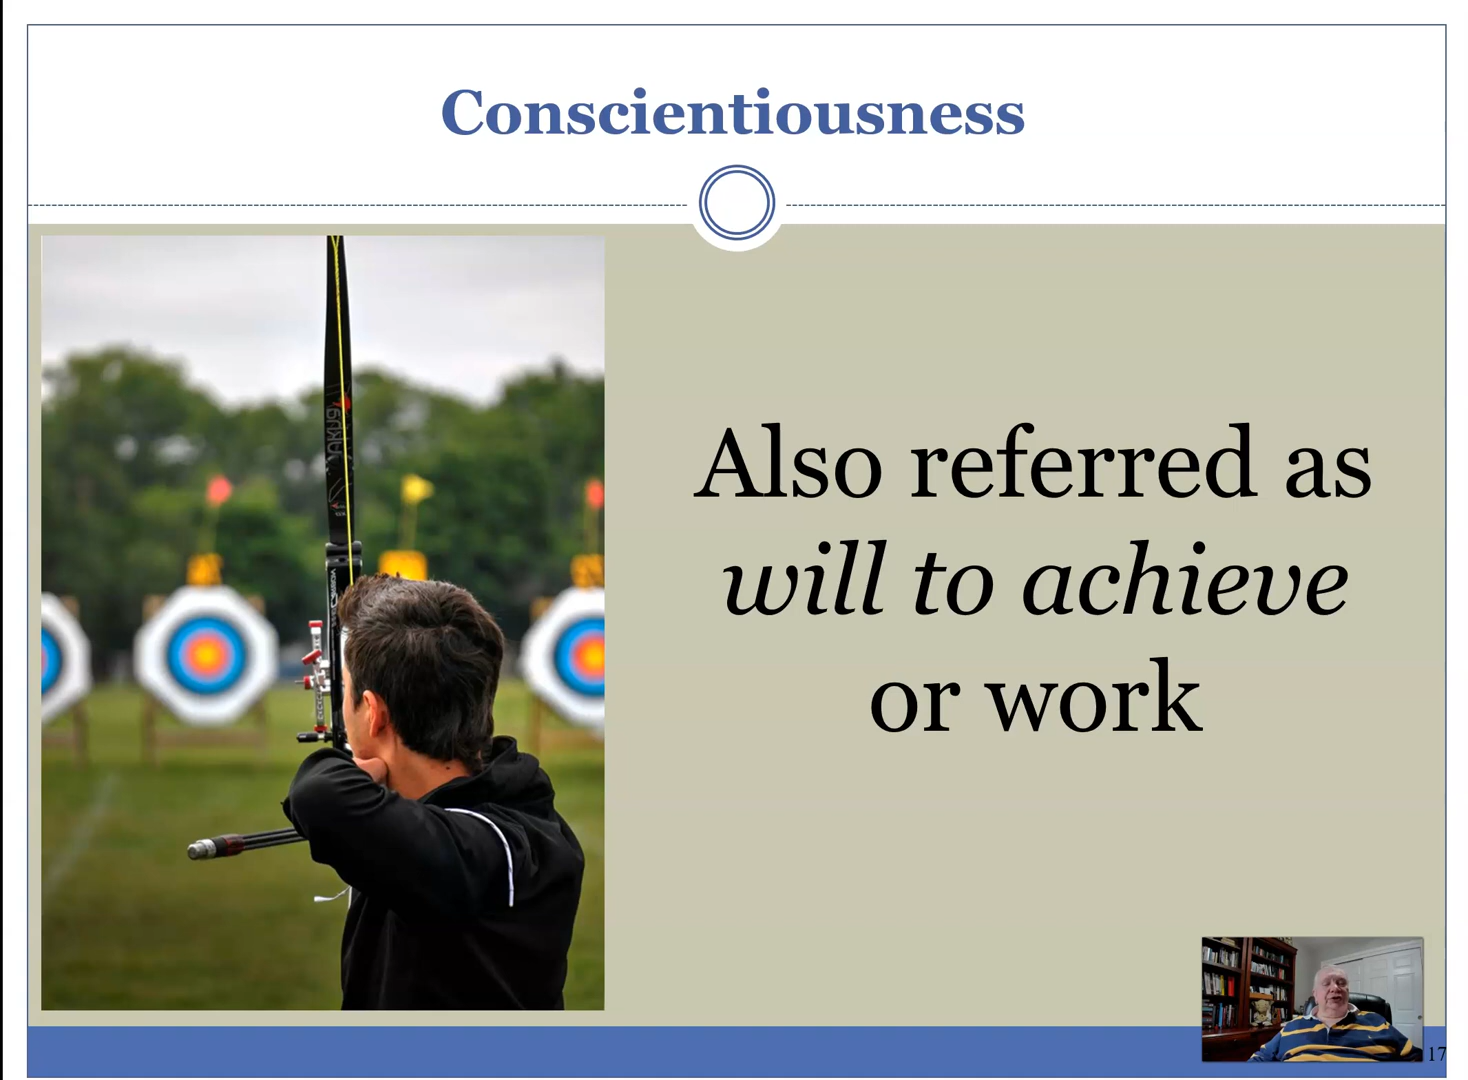 Conscientiousness
Also referred as
will to achieve
or work
17